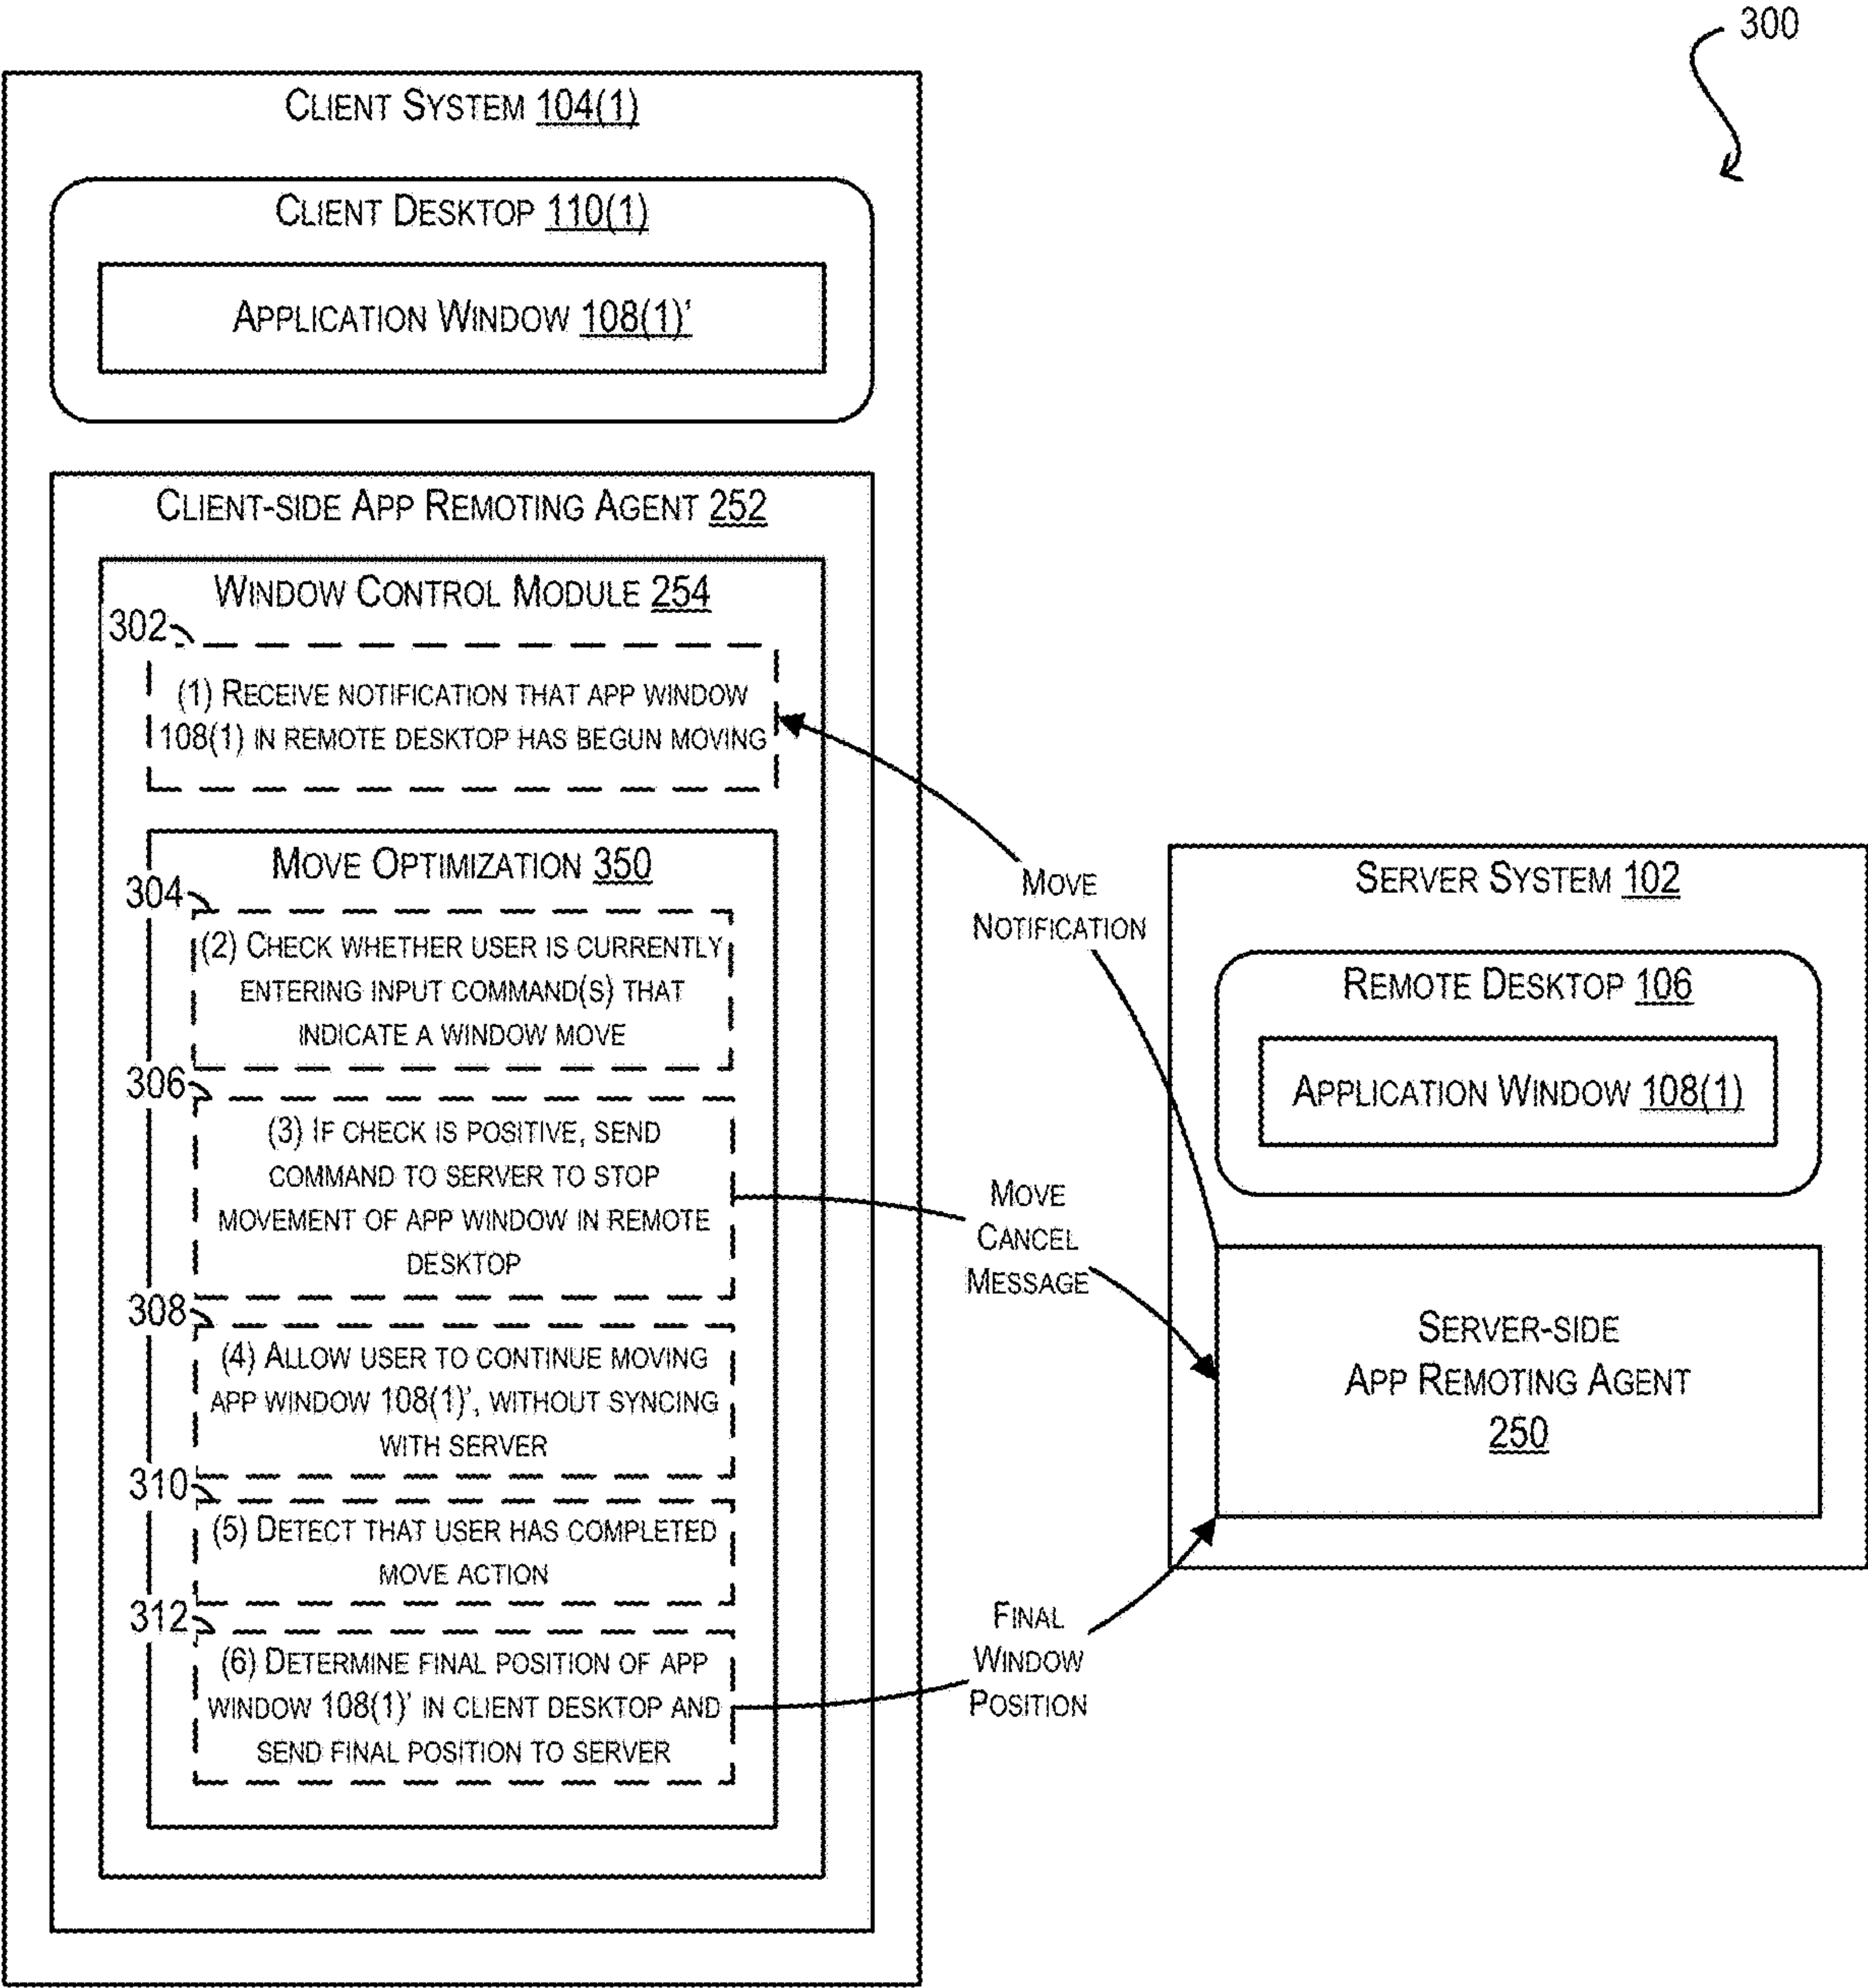 300
CLIENT SYSTEM 104(1)
CLIENT DESKTOP 110(1)
APPLICATION WINDOW 108(1)'
CLIENT-SIDE APP REMOTING AGENT 252
WINDOW CONTROL MODULE 254
302
(1) RECEIVE NOTIFICATION THAT APP WINDOW
108(1) IN REMOTE DESKTOP HAS BEGUN MOVING
MOVE OPTIMIZATION 350
304
(2) CHECK WHETHER USER IS CURRENTLY
ENTERING INPUT COMMAND(S) THAT
INDICATE A WINDOW MOVE
306
(3) IF CHECK IS POSITIVE, SEND
COMMAND TO SERVER TO STOP
MOVEMENT OF APP WINDOW IN REMOTE
DESKTOP
308
(4) ALLOW USER TO CONTINUE MOVING
APP WINDOW 108(1)', WITHOUT SYNCING
WITH SERVER
310
(5) DETECT THAT USER HAS COMPLETED
MOVE ACTION
312
(6) DETERMINE FINAL POSITION OF APP
WINDOW 108(1)' IN CLIENT DESKTOP AND
SEND FINAL POSITION TO SERVER
MOVE
NOTIFICATION
MOVE
CANCEL
MESSAGE
FINAL
WINDOW
POSITION
SERVER SYSTEM 102
REMOTE DESKTOP 106
APPLICATION WINDOW 108(1)
SERVER-SIDE
APP REMOTING AGENT
250